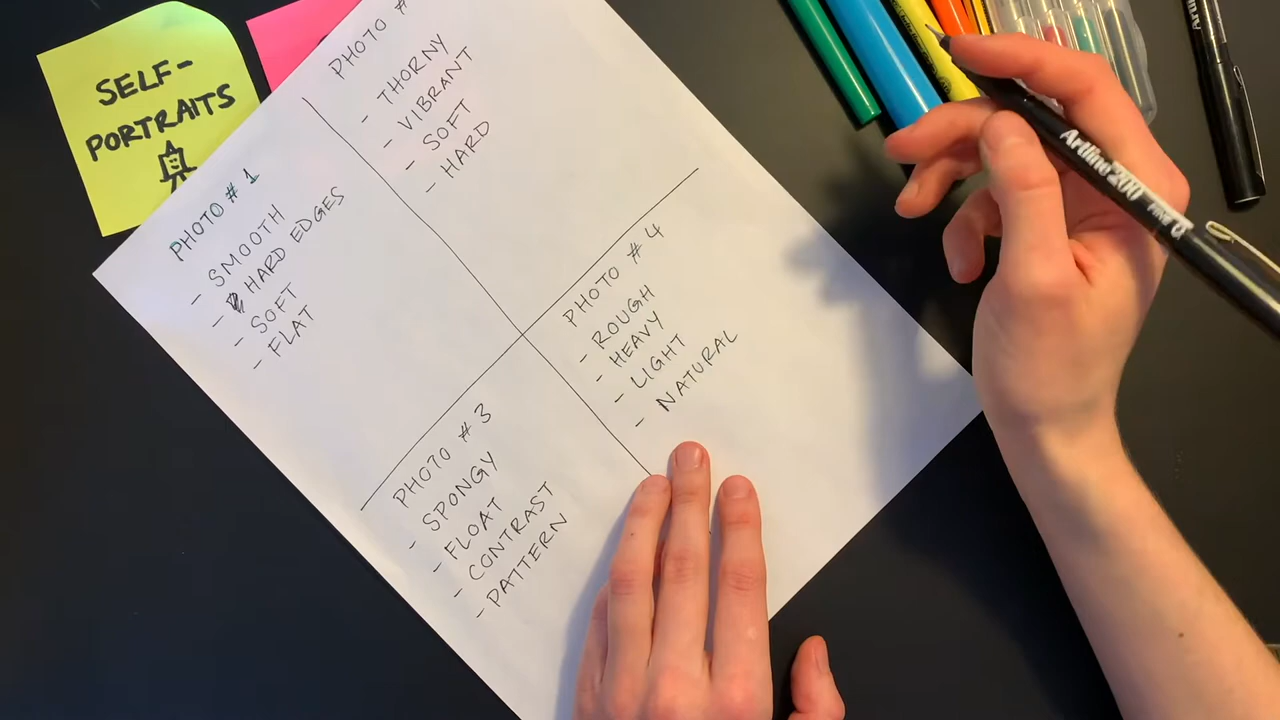 SELF-
PORTRAITS
PHOTO # 1
- SMOOTH
- HARD EDGES
- SOFT
- FLAT
PHOTO #
- THORNY
- VIBRANT
- SOFT
- HARD
PHOTO # 3
- SPONGY
- FLOAT
- CONTRAST
- PATTERN
PHOTO # 4
- ROUGH
- HEAVY
- LIGHT
- NATURAL
Artline 200
Artline